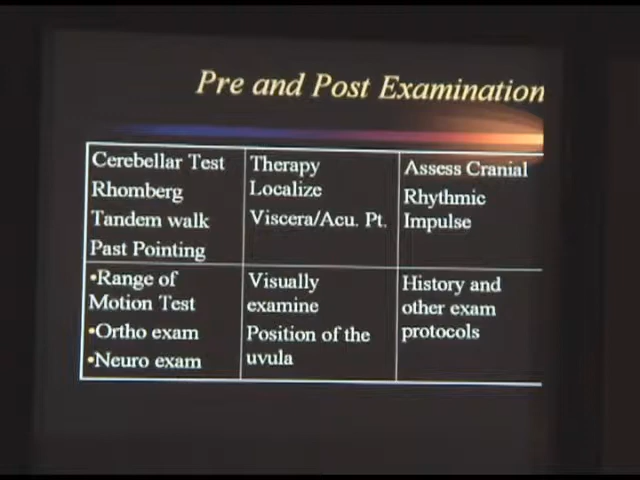 Pre and Post Examination
Cerebellar Test
Rhomberg
Tandem walk
Past Pointing
Therapy
Localize
Viscera/Acu. Pt.
Assess Cranial
Rhythmic
Impulse
•Range of
Motion Test
•Ortho exam
•Neuro exam
Visually
examine
Position of the
uvula
History and
other exam
protocols